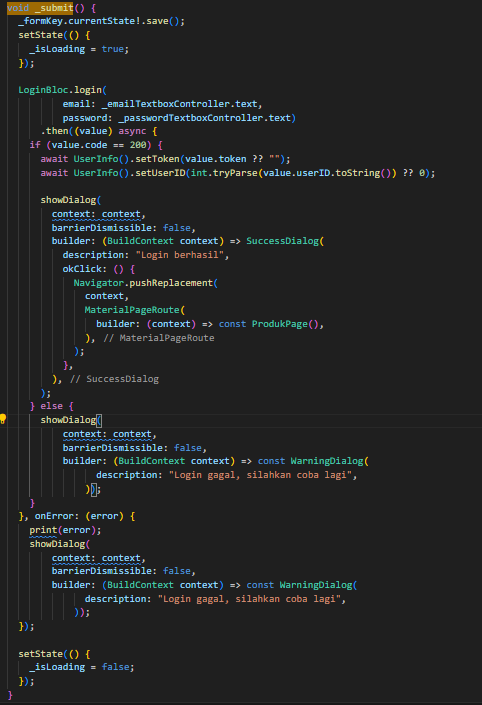 void _submit() {
  _formKey.currentState!.save();
  setState(() {
    _isLoading = true;
  });

  LoginBloc.login(
          email: _emailTextboxController.text,
          password: _passwordTextboxController.text)
      .then((value) async {
    if (value.code == 200) {
      await UserInfo().setToken(value.token ?? "");
      await UserInfo().setUserID(int.tryParse(value.userID.toString()) ?? 0);

      showDialog(
        context: context,
        barrierDismissible: false,
        builder: (BuildContext context) => SuccessDialog(
          description: "Login berhasil",
          okClick: () {
            Navigator.pushReplacement(
              context,
              MaterialPageRoute(
                builder: (context) => const ProdukPage(),
              ), // MaterialPageRoute
            );
          },
        ), // SuccessDialog
      );
    } else {
      showDialog(
          context: context,
          barrierDismissible: false,
          builder: (BuildContext context) => const WarningDialog(
                description: "Login gagal, silahkan coba lagi",
              ));
    }
  }, onError: (error) {
    print(error);
    showDialog(
        context: context,
        barrierDismissible: false,
        builder: (BuildContext context) => const WarningDialog(
              description: "Login gagal, silahkan coba lagi",
            ));
  });

  setState(() {
    _isLoading = false;
  });
}